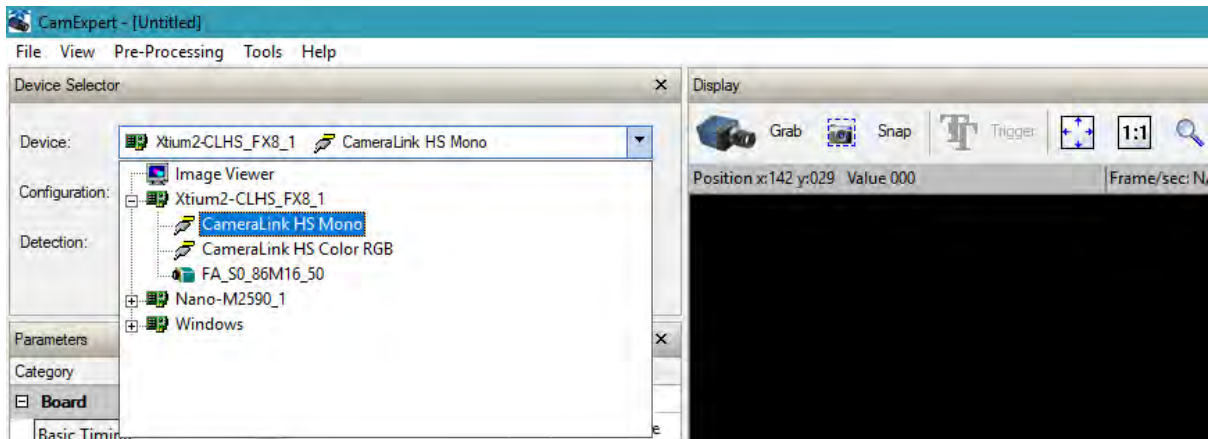 CamExpert - [Untitled]
File View Pre-Processing Tools Help
Device Selector
Display
Device: Xtium2-CLHS_FX8_1 CameraLink HS Mono
Grab Snap Trigger 1:1
Image Viewer
Position x:142 y:029 Value 000 Frame/sec: N/
Configuration:
Xtium2-CLHS_FX8_1
CameraLink HS Mono
Detection:
CameraLink HS Color RGB
FA_S0_86M16_50
Nano-M2590_1
Windows
Parameters
Category
Board
Basic Timing